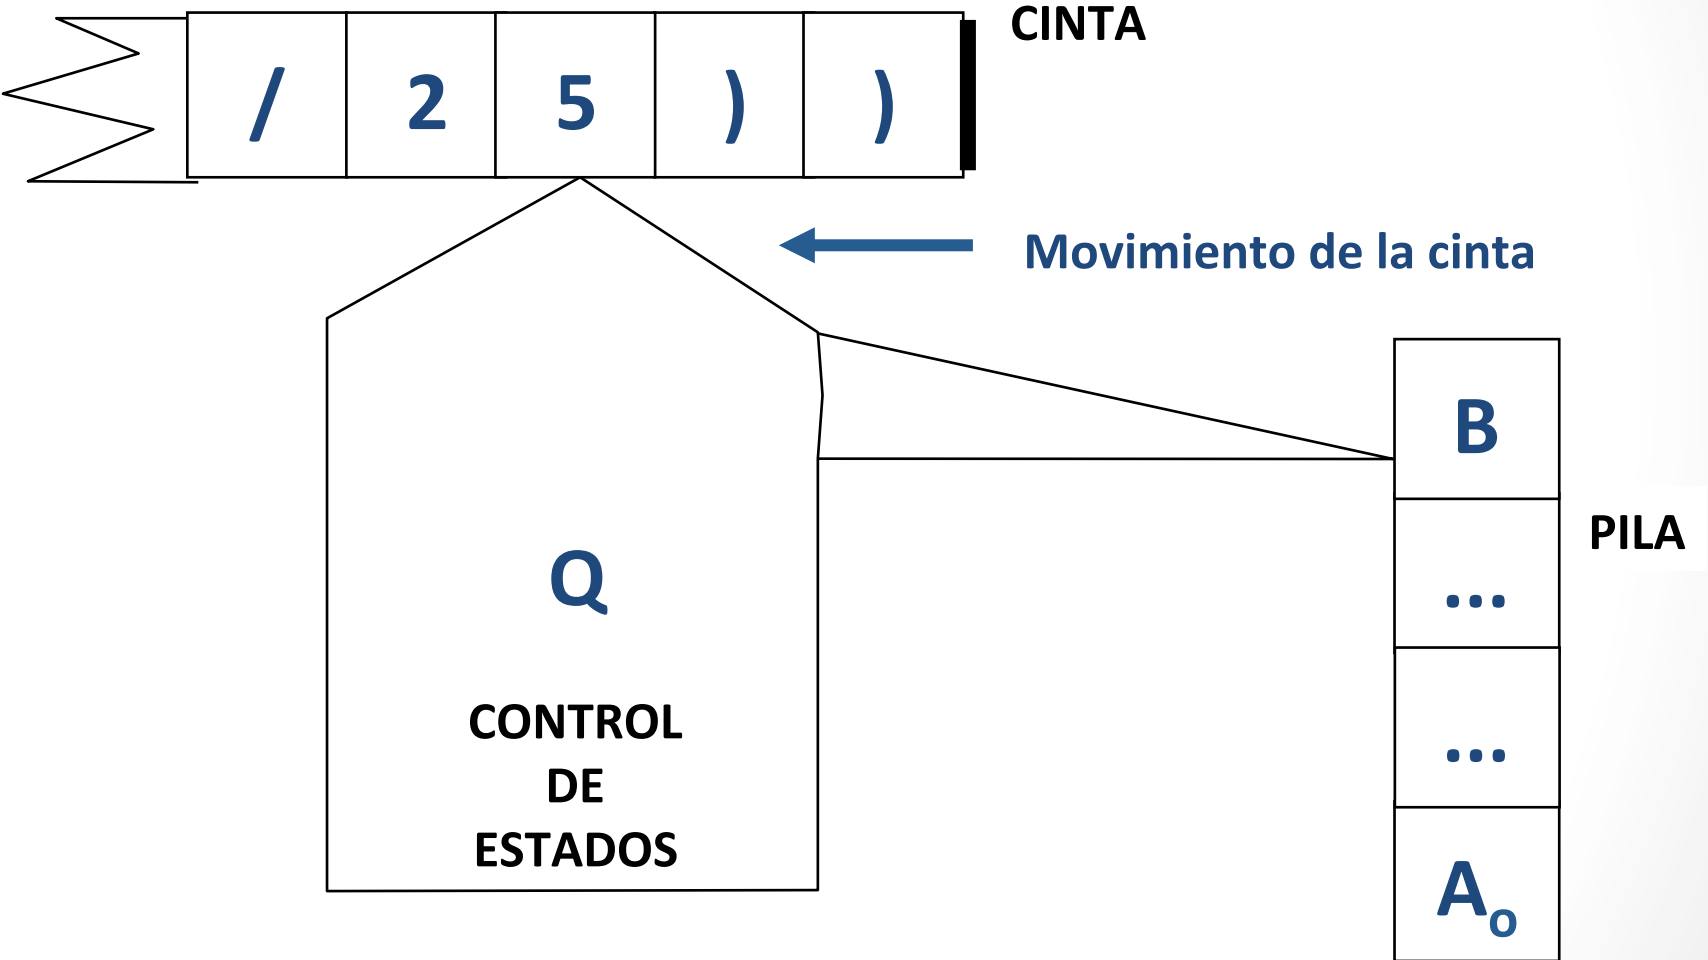 CINTA
/ 2 5 ) )
Movimiento de la cinta
B
PILA
...
Q
...
CONTROL
DE
ESTADOS
Ao